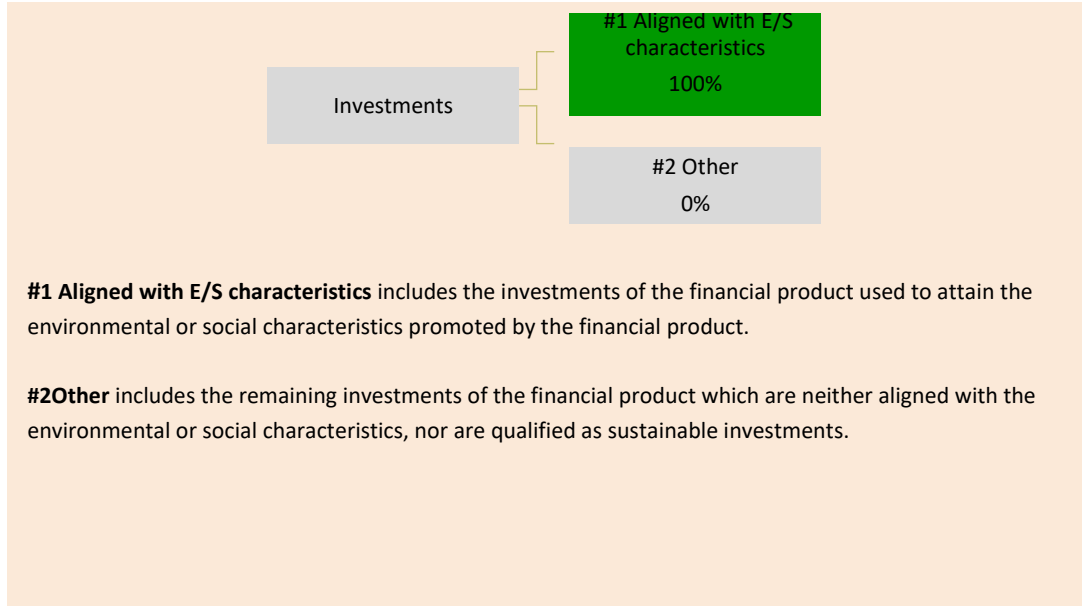 #1 Aligned with E/S
characteristics
100%
Investments
#2 Other
0%
#1 Aligned with E/S characteristics includes the investments of the financial product used to attain the
environmental or social characteristics promoted by the financial product.
#2Other includes the remaining investments of the financial product which are neither aligned with the
environmental or social characteristics, nor are qualified as sustainable investments.